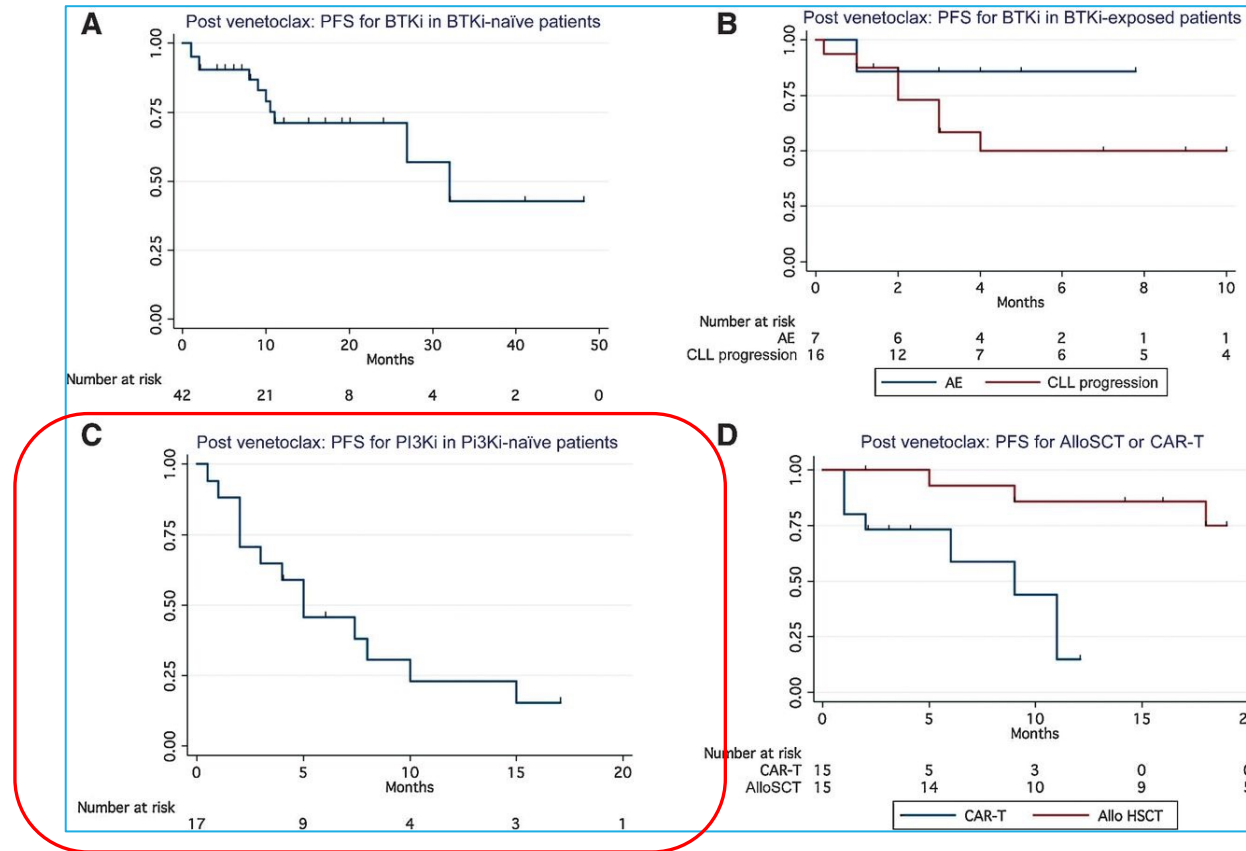 A
Post venetoclax: PFS for BTKi in BTKi-naïve patients
1.00
0.75
0.50
0.25
0.00
0 10 20 30 40 50
Months
Number at risk
42 21 8 4 2 0
B
Post venetoclax: PFS for BTKi in BTKi-exposed patients
1.00
0.75
0.50
0.25
0.00
0 2 4 6 8 10
Months
Number at risk
AE 7 6 4 2 1 1
CLL progression 16 12 7 6 5 4
AE CLL progression
C
Post venetoclax: PFS for PI3Ki in Pi3Ki-naïve patients
1.00
0.75
0.50
0.25
0.00
0 5 10 15 20
Months
Number at risk
17 9 4 3 1
D
Post venetoclax: PFS for AlloSCT or CAR-T
1.00
0.75
0.50
0.25
0.00
0 5 10 15
Months
Number at risk
CAR-T 15 5 3 0
AlloSCT 15 14 10 9
CAR-T Allo HSCT